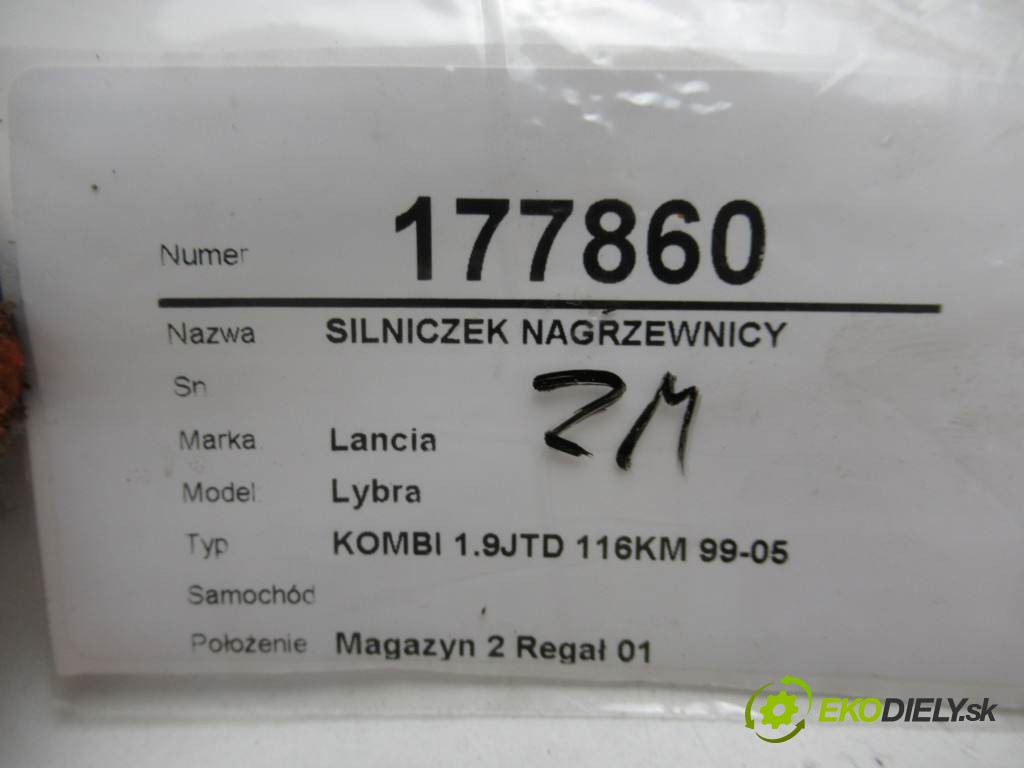 Numer 177860
Nazwa SILNICZEK NAGRZEWNICY
Sn
ZM
Marka Lancia
Model Lybra
Typ KOMBI 1.9JTD 116KM 99-05
Samochód
Położenie Magazyn 2 Regał 01
EKODIELY.sk